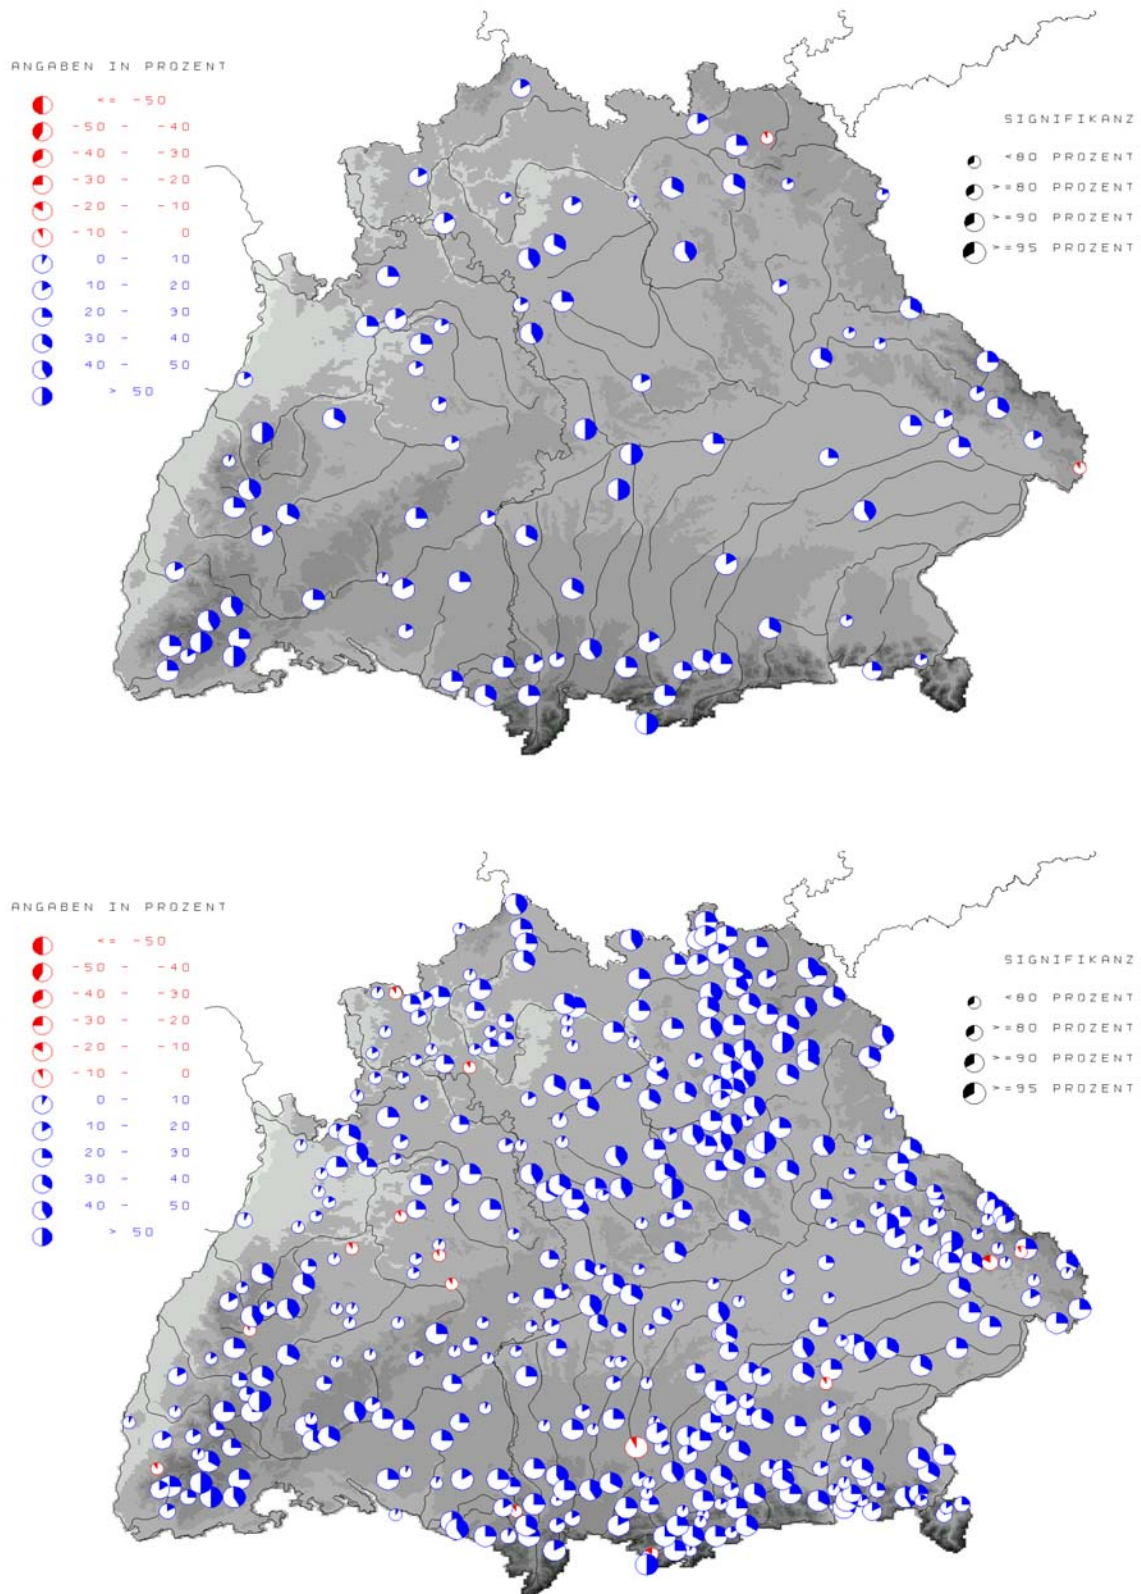 ANGABEN IN PROZENT
<= -50
-50 - -40
-40 - -30
-30 - -20
-20 - -10
-10 - 0
0 - 10
10 - 20
20 - 30
30 - 40
40 - 50
> 50
SIGNIFIKANZ
<80 PROZENT
>=80 PROZENT
>=90 PROZENT
>=95 PROZENT
ANGABEN IN PROZENT
<= -50
-50 - -40
-40 - -30
-30 - -20
-20 - -10
-10 - 0
0 - 10
10 - 20
20 - 30
30 - 40
40 - 50
> 50
SIGNIFIKANZ
<80 PROZENT
>=80 PROZENT
>=90 PROZENT
>=95 PROZENT